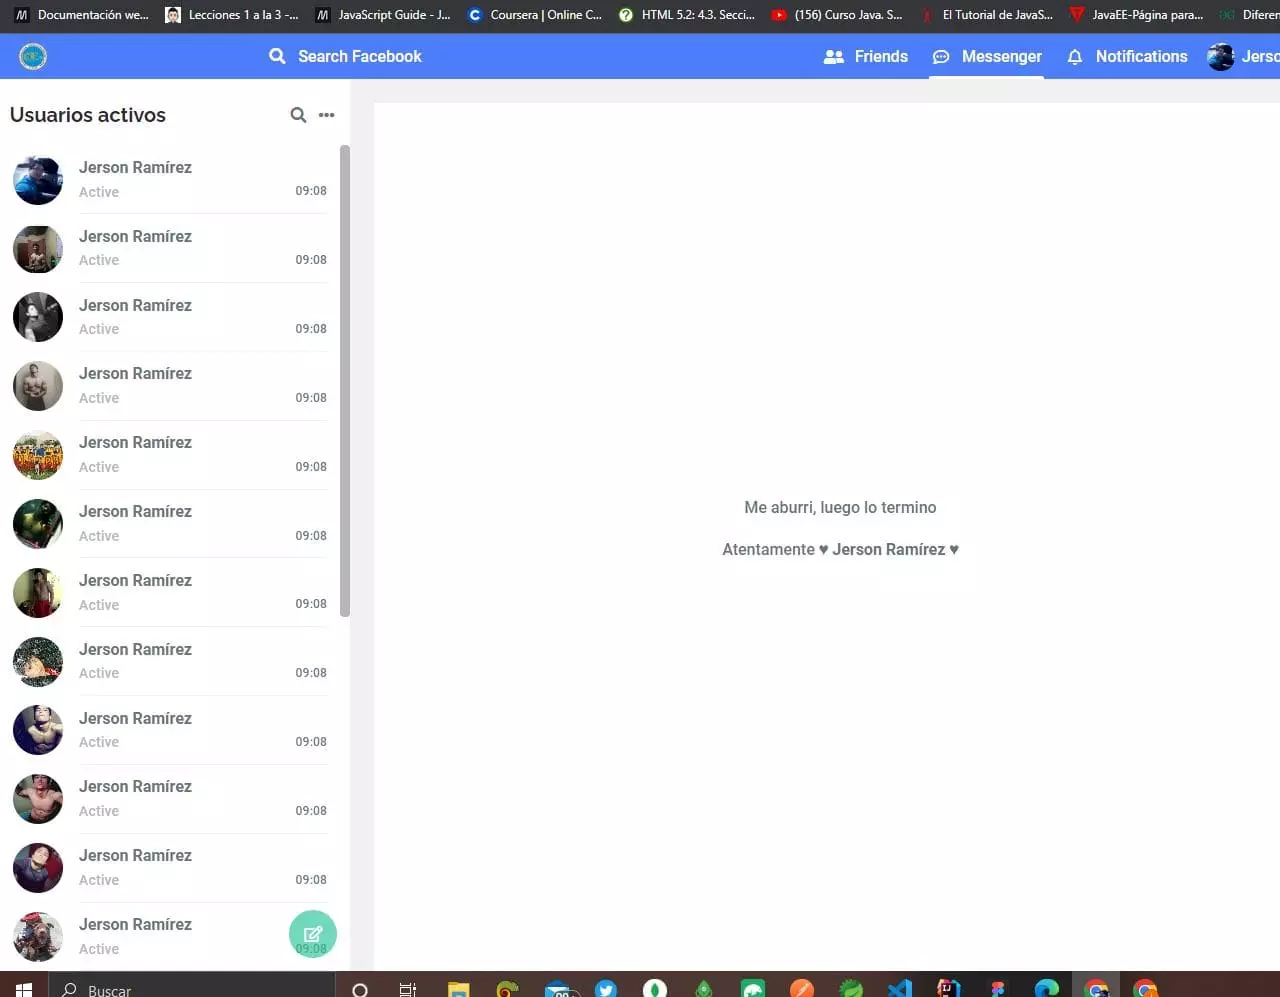 Documentación we...
Lecciones 1 a la 3 -...
JavaScript Guide - J...
Coursera | Online C...
HTML 5.2: 4.3. Secci...
(156) Curso Java. S...
El Tutorial de JavaS...
JavaEE-Página para...
Diferen
Search Facebook
Friends
Messenger
Notifications
Jerso
Usuarios activos
Jerson Ramírez
Active 09:08
Jerson Ramírez
Active 09:08
Jerson Ramírez
Active 09:08
Jerson Ramírez
Active 09:08
Jerson Ramírez
Active 09:08
Jerson Ramírez
Active 09:08
Jerson Ramírez
Active 09:08
Jerson Ramírez
Active 09:08
Jerson Ramírez
Active 09:08
Jerson Ramírez
Active 09:08
Jerson Ramírez
Active 09:08
Jerson Ramírez
Active 09:08
Me aburri, luego lo termino
Atentamente ♥ Jerson Ramírez ♥
Buscar